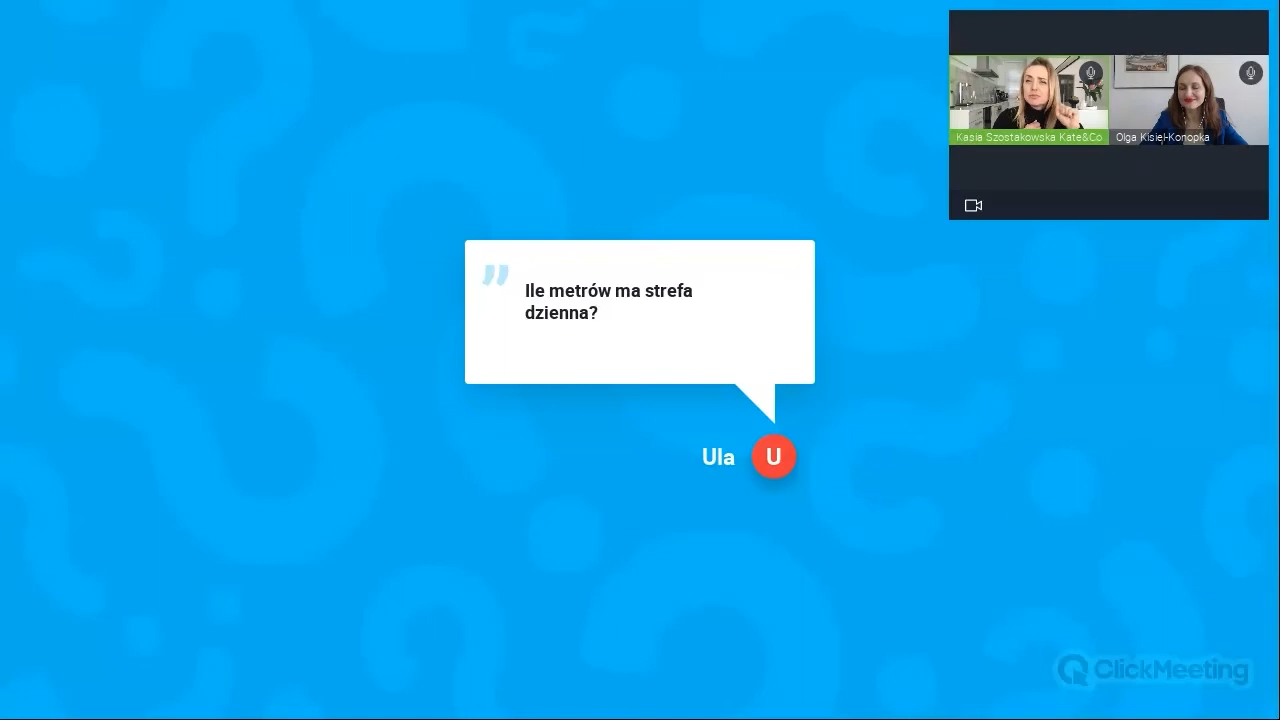 Kasia Szostakowska Kate&Co
Olga Kisiel-Konopka
Ile metrów ma strefa
dzienna?
Ula U
ClickMeeting